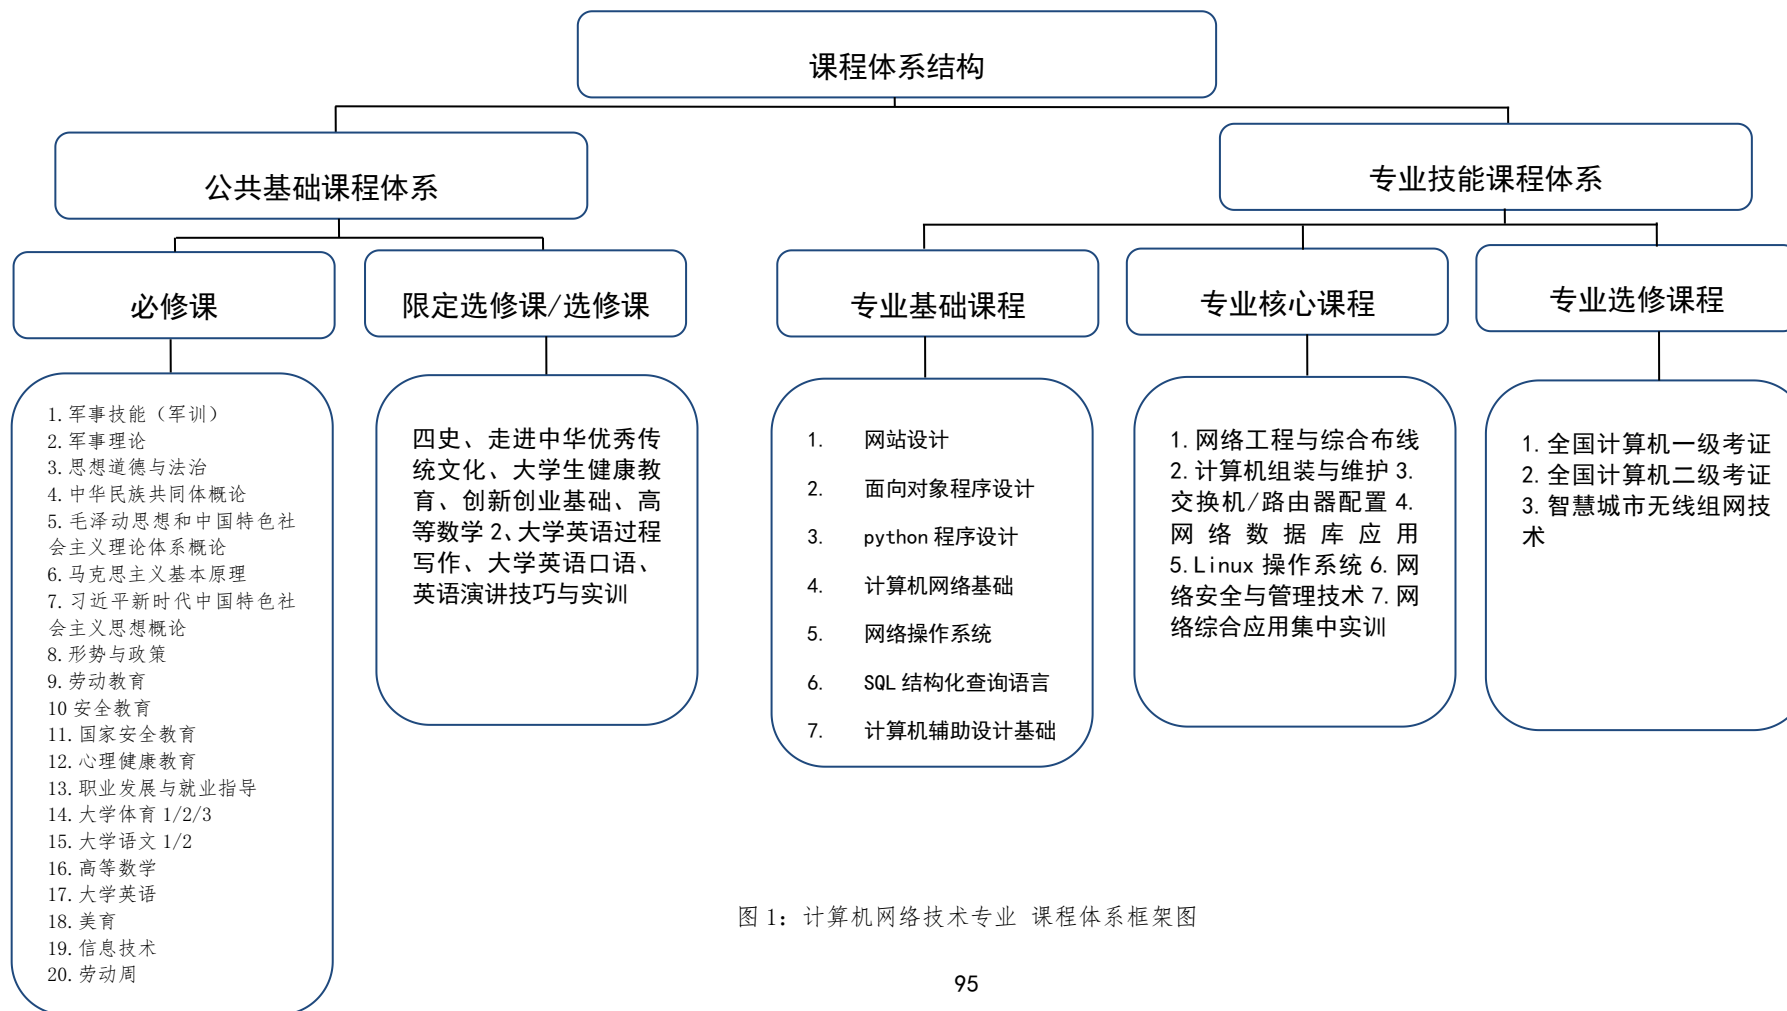 课程体系结构
公共基础课程体系
专业技能课程体系
必修课
限定选修课/选修课
专业基础课程
专业核心课程
专业选修课程
1.军事技能（军训）
2.军事理论
3.思想道德与法治
4.中华民族共同体概论
5.毛泽动思想和中国特色社
会主义理论体系概论
6.马克思主义基本原理
7.习近平新时代中国特色社
会主义思想概论
8.形势与政策
9.劳动教育
10 安全教育
11.国家安全教育
12.心理健康教育
13.职业发展与就业指导
14.大学体育 1/2/3
15.大学语文 1/2
16.高等数学
17.大学英语
18.美育
19.信息技术
20.劳动周
四史、走进中华优秀传
统文化、大学生健康教
育、创新创业基础、高
等数学 2、大学英语过程
写作、大学英语口语、
英语演讲技巧与实训
1. 网站设计
2. 面向对象程序设计
3. python 程序设计
4. 计算机网络基础
5. 网络操作系统
6. SQL 结构化查询语言
7. 计算机辅助设计基础
1.网络工程与综合布线
2.计算机组装与维护 3.
交换机/路由器配置 4.
网络数据库应用
5.Linux 操作系统 6.网
络安全与管理技术 7.网
络综合应用集中实训
1.全国计算机一级考证
2.全国计算机二级考证
3.智慧城市无线组网技
术
图 1：计算机网络技术专业 课程体系框架图
95